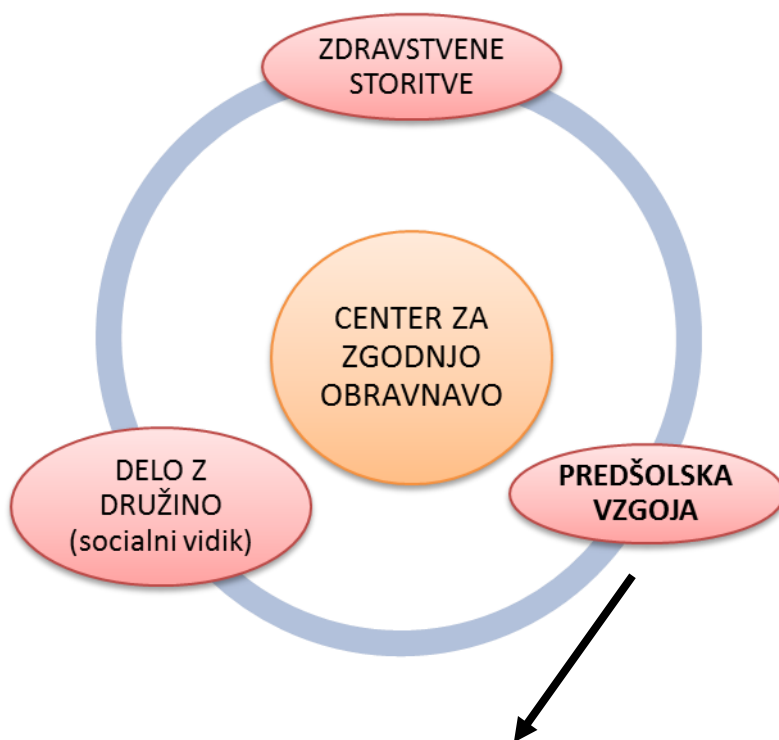 ZDRAVSTVENE
STORITVE
CENTER ZA
ZGODNJO
OBRAVNAVO
DELO Z
DRUŽINO
(socialni vidik)
PREDŠOLSKA
VZGOJA